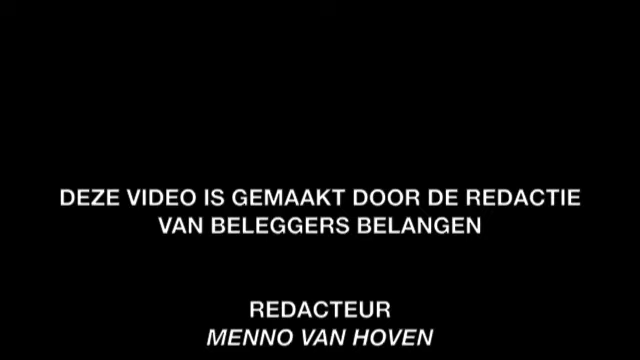 DEZE VIDEO IS GEMAAKT DOOR DE REDACTIE
VAN BELEGGERS BELANGEN
REDACTEUR
MENNO VAN HOVEN